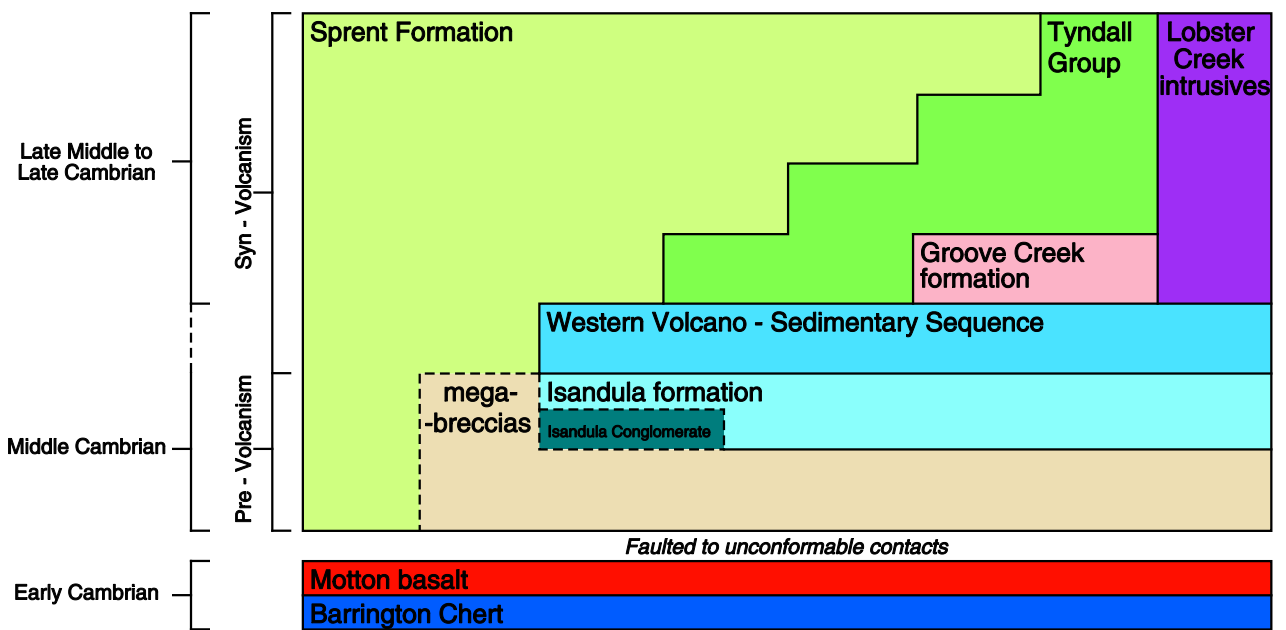 Sprent Formation
Tyndall
Group
Lobster
Creek
intrusives
Late Middle to
Late Cambrian
Syn - Volcanism
Groove Creek
formation
Western Volcano - Sedimentary Sequence
mega-
-breccias
Isandula formation
Isandula Conglomerate
Middle Cambrian
Pre - Volcanism
Faulted to unconformable contacts
Early Cambrian
Motton basalt
Barrington Chert